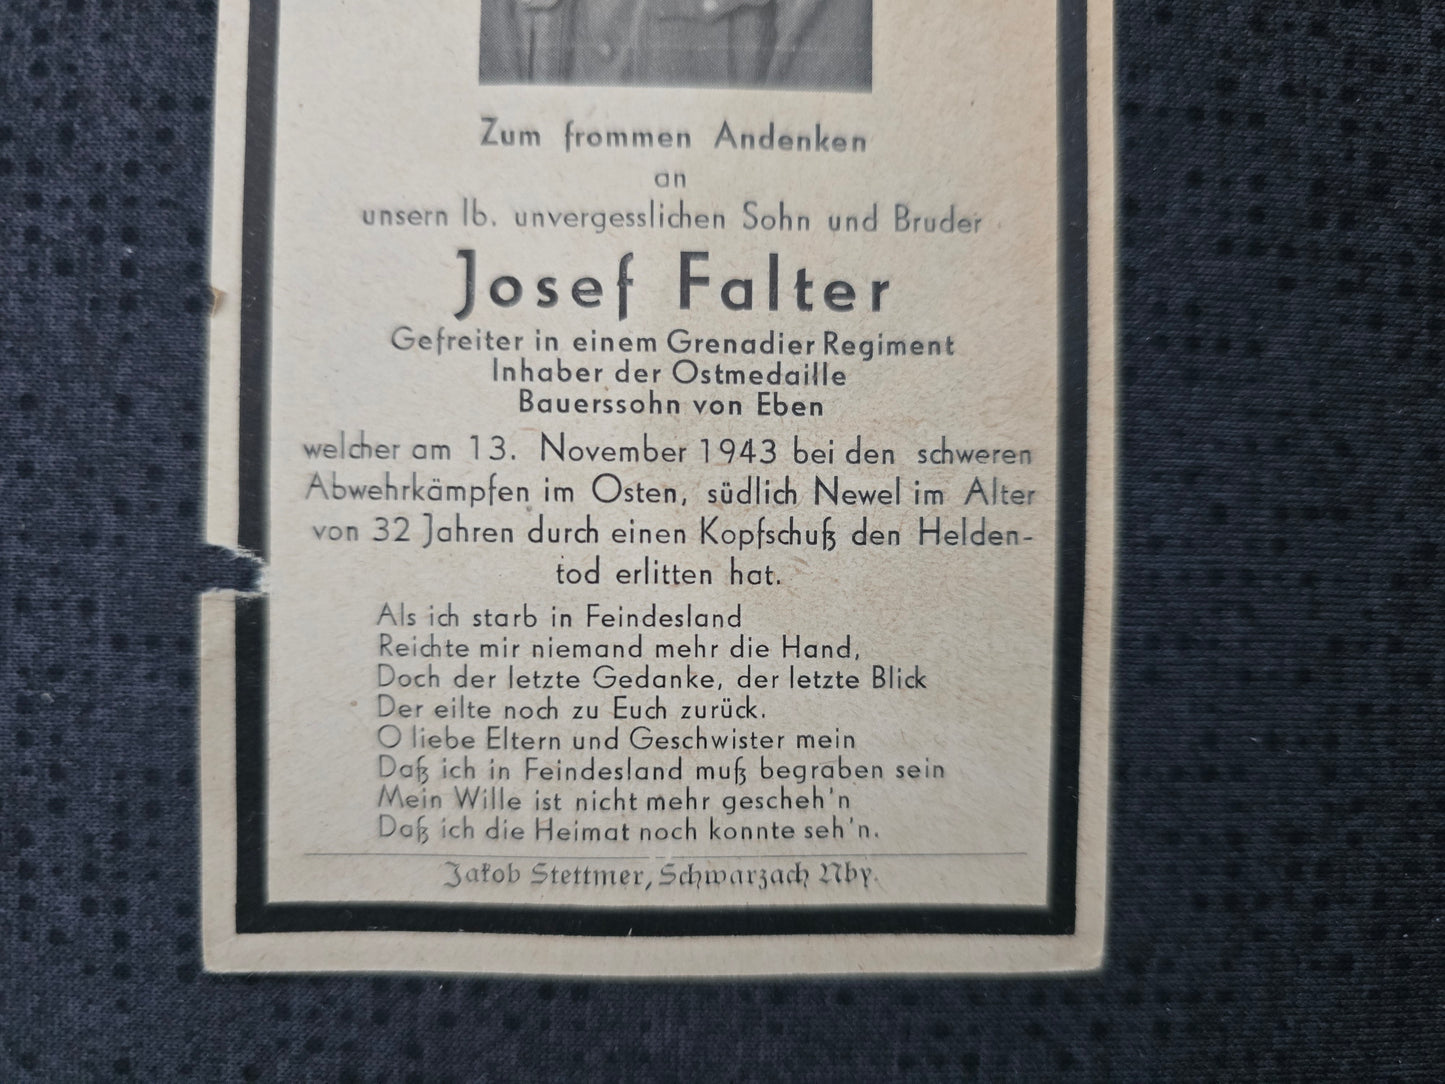 Zum frommen Andenken
an
unsern lb. unvergesslichen Sohn und Bruder
Josef Falter
Gefreiter in einem Grenadier Regiment
Inhaber der Ostmedaille
Bauerssohn von Eben
welcher am 13. November 1943 bei den schweren
Abwehrkämpfen im Osten, südlich Newel im Alter
von 32 Jahren durch einen Kopfschuß den Helden-
tod erlitten hat.
Als ich starb in Feindesland
Reichte mir niemand mehr die Hand,
Doch der letzte Gedanke, der letzte Blick
Der eilte noch zu Euch zurück.
O liebe Eltern und Geschwister mein
Daß ich in Feindesland muß begraben sein
Mein Wille ist nicht mehr gescheh'n
Daß ich die Heimat noch konnte seh'n.
Jakob Stettmer, Schwarzach Nby.